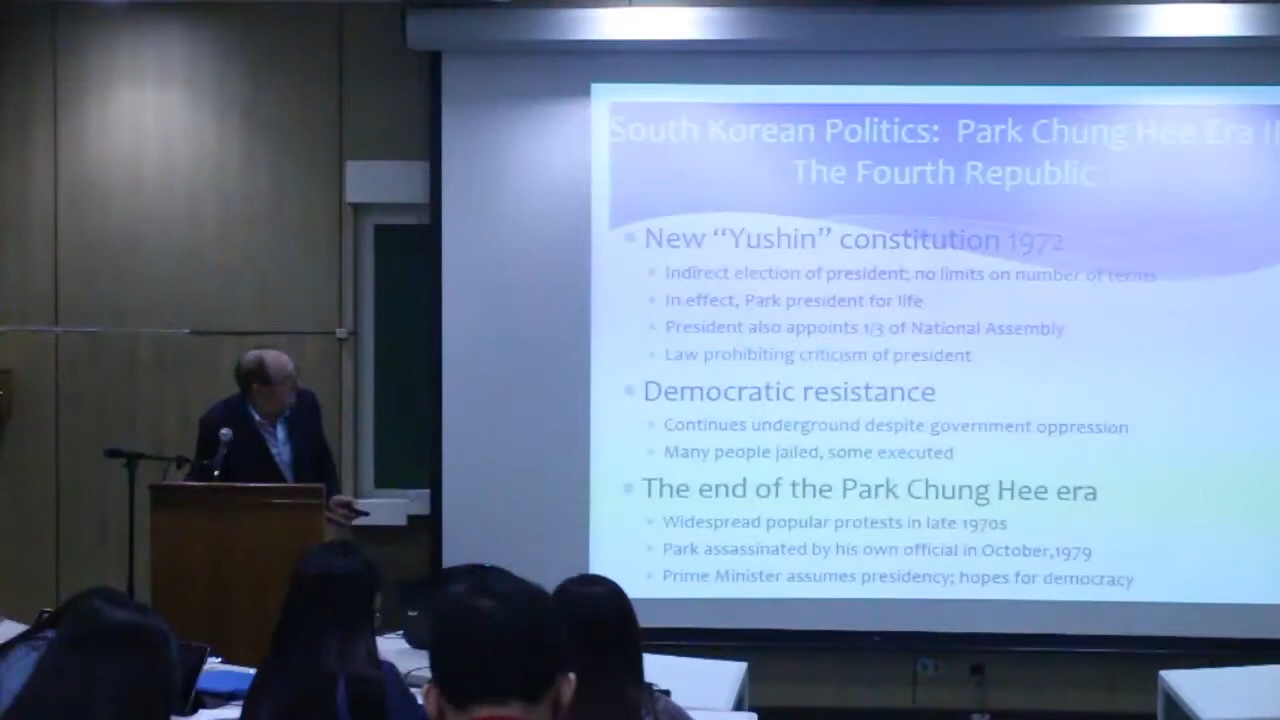 South Korean Politics: Park Chung Hee Era II
The Fourth Republic
New “Yushin” constitution 1972
Indirect election of president; no limits on number of terms
In effect, Park president for life
President also appoints 1/3 of National Assembly
Law prohibiting criticism of president
Democratic resistance
Continues underground despite government oppression
Many people jailed, some executed
The end of the Park Chung Hee era
Widespread popular protests in late 1970s
Park assassinated by his own official in October,1979
Prime Minister assumes presidency; hopes for democracy